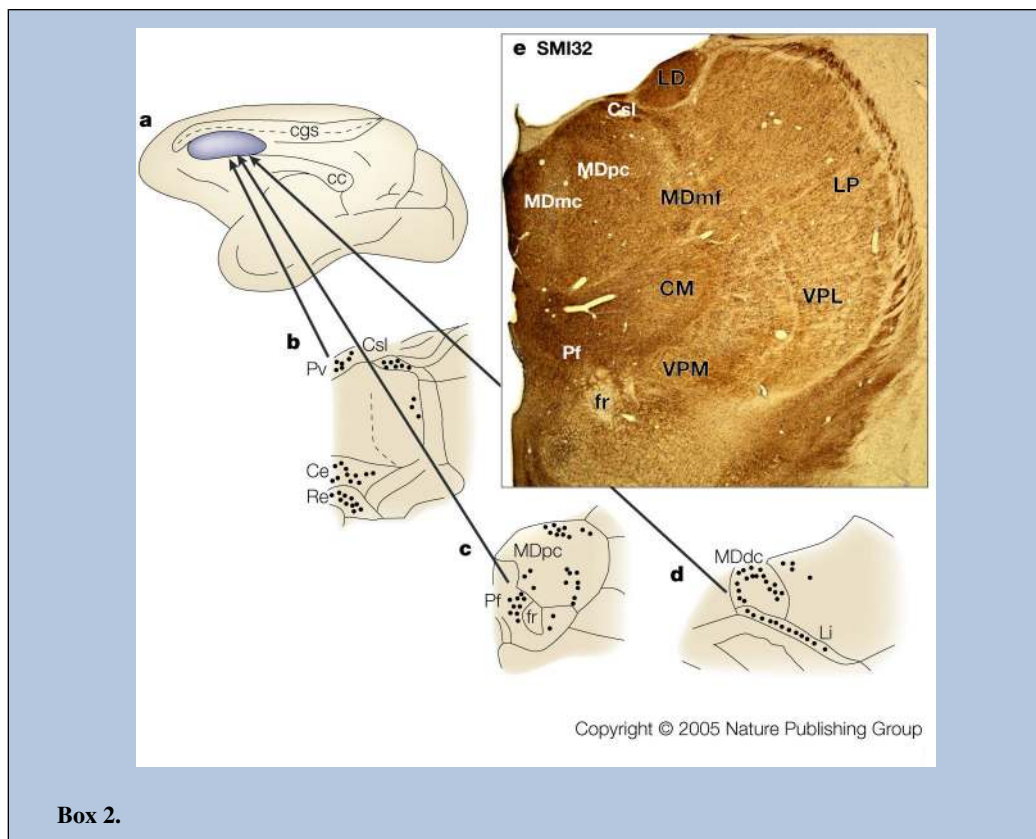 e SMI32
LD
a
Csl
cgs
MDpc
cc
LP
MDmc
MDmf
CM
VPL
b
Csl
Pf
Pv
VPM
fr
Ce
Re
c
MDpc
d
MDdc
Pf
fr
Li
Copyright © 2005 Nature Publishing Group
Box 2.